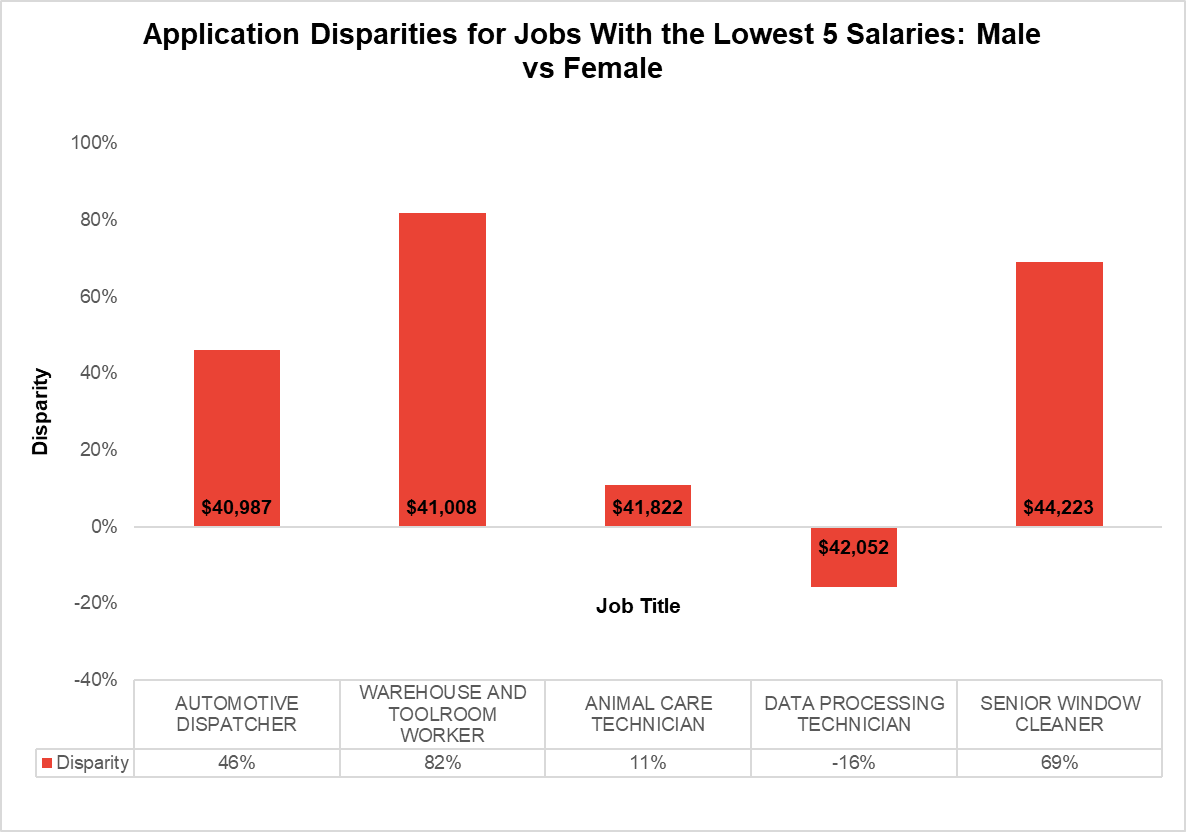 Application Disparities for Jobs With the Lowest 5 Salaries: Male
vs Female
100%
80%
60%
40%
20%
0%
-20%
-40%
Disparity
$40,987
$41,008
$41,822
$42,052
$44,223
Job Title
AUTOMOTIVE
DISPATCHER
WAREHOUSE AND
TOOLROOM
WORKER
ANIMAL CARE
TECHNICIAN
DATA PROCESSING
TECHNICIAN
SENIOR WINDOW
CLEANER
Disparity 46% 82% 11% -16% 69%